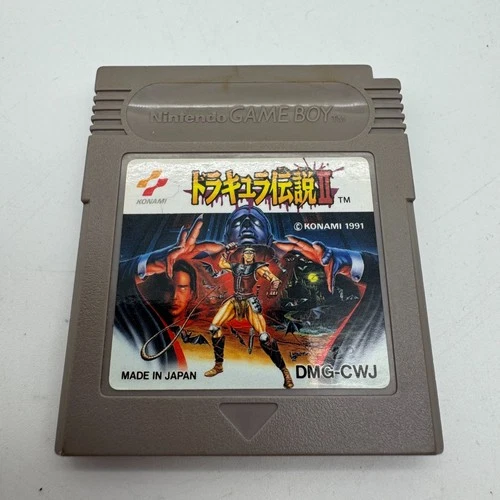 Nintendo GAME BOY TM
KONAMI
ドラキュラ伝説II TM
© KONAMI 1991
MADE IN JAPAN
DMG-CWJ